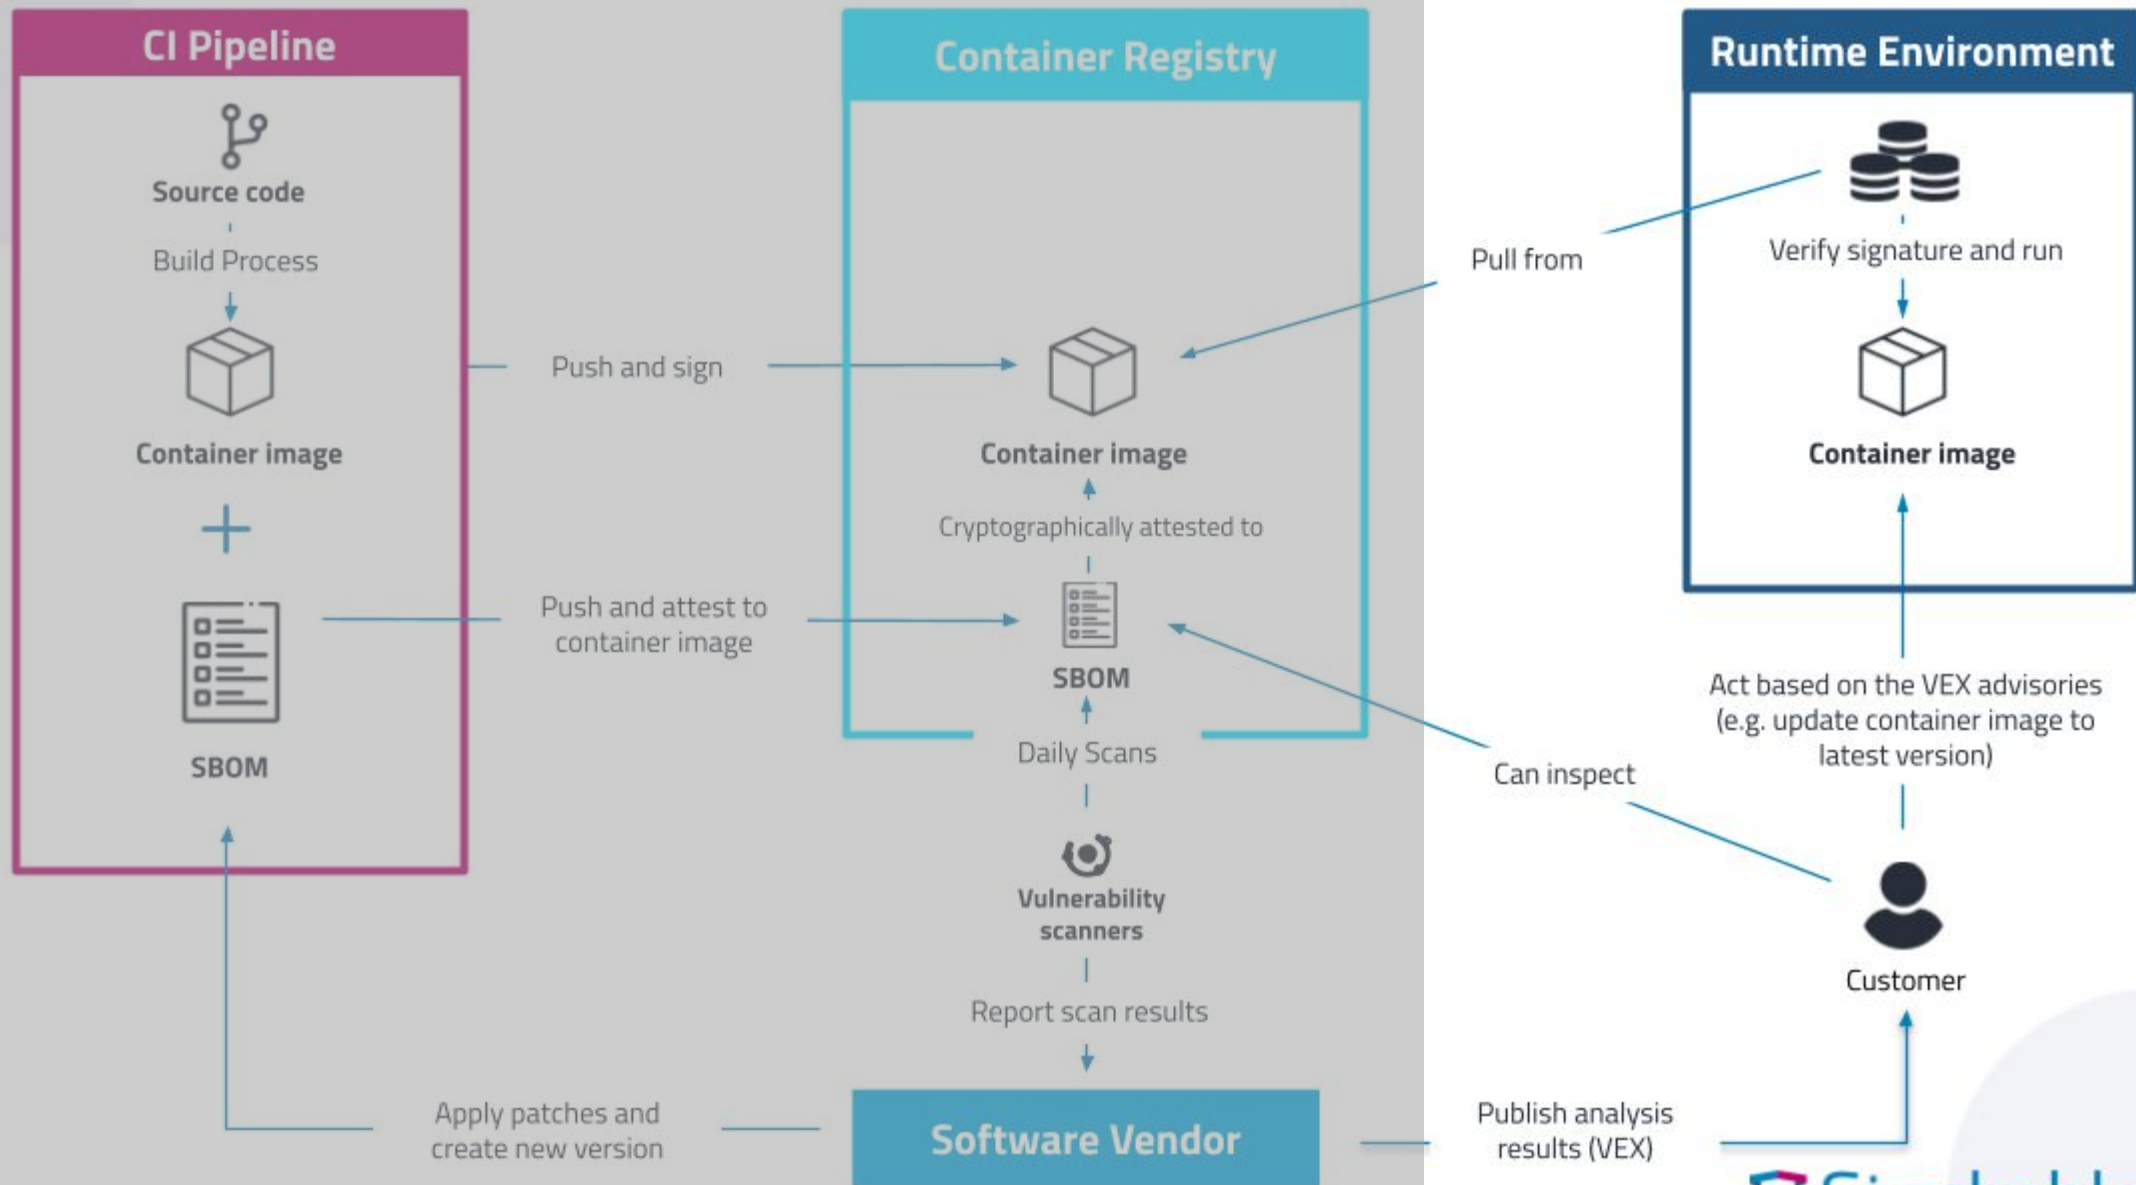 CI Pipeline
Source code
Build Process
Container image
SBOM
Push and sign
Push and attest to
container image
Container Registry
Container image
Cryptographically attested to
SBOM
Daily Scans
Vulnerability
scanners
Report scan results
Software Vendor
Apply patches and
create new version
Pull from
Can inspect
Publish analysis
results (VEX)
Runtime Environment
Verify signature and run
Container image
Act based on the VEX advisories
(e.g. update container image to
latest version)
Customer